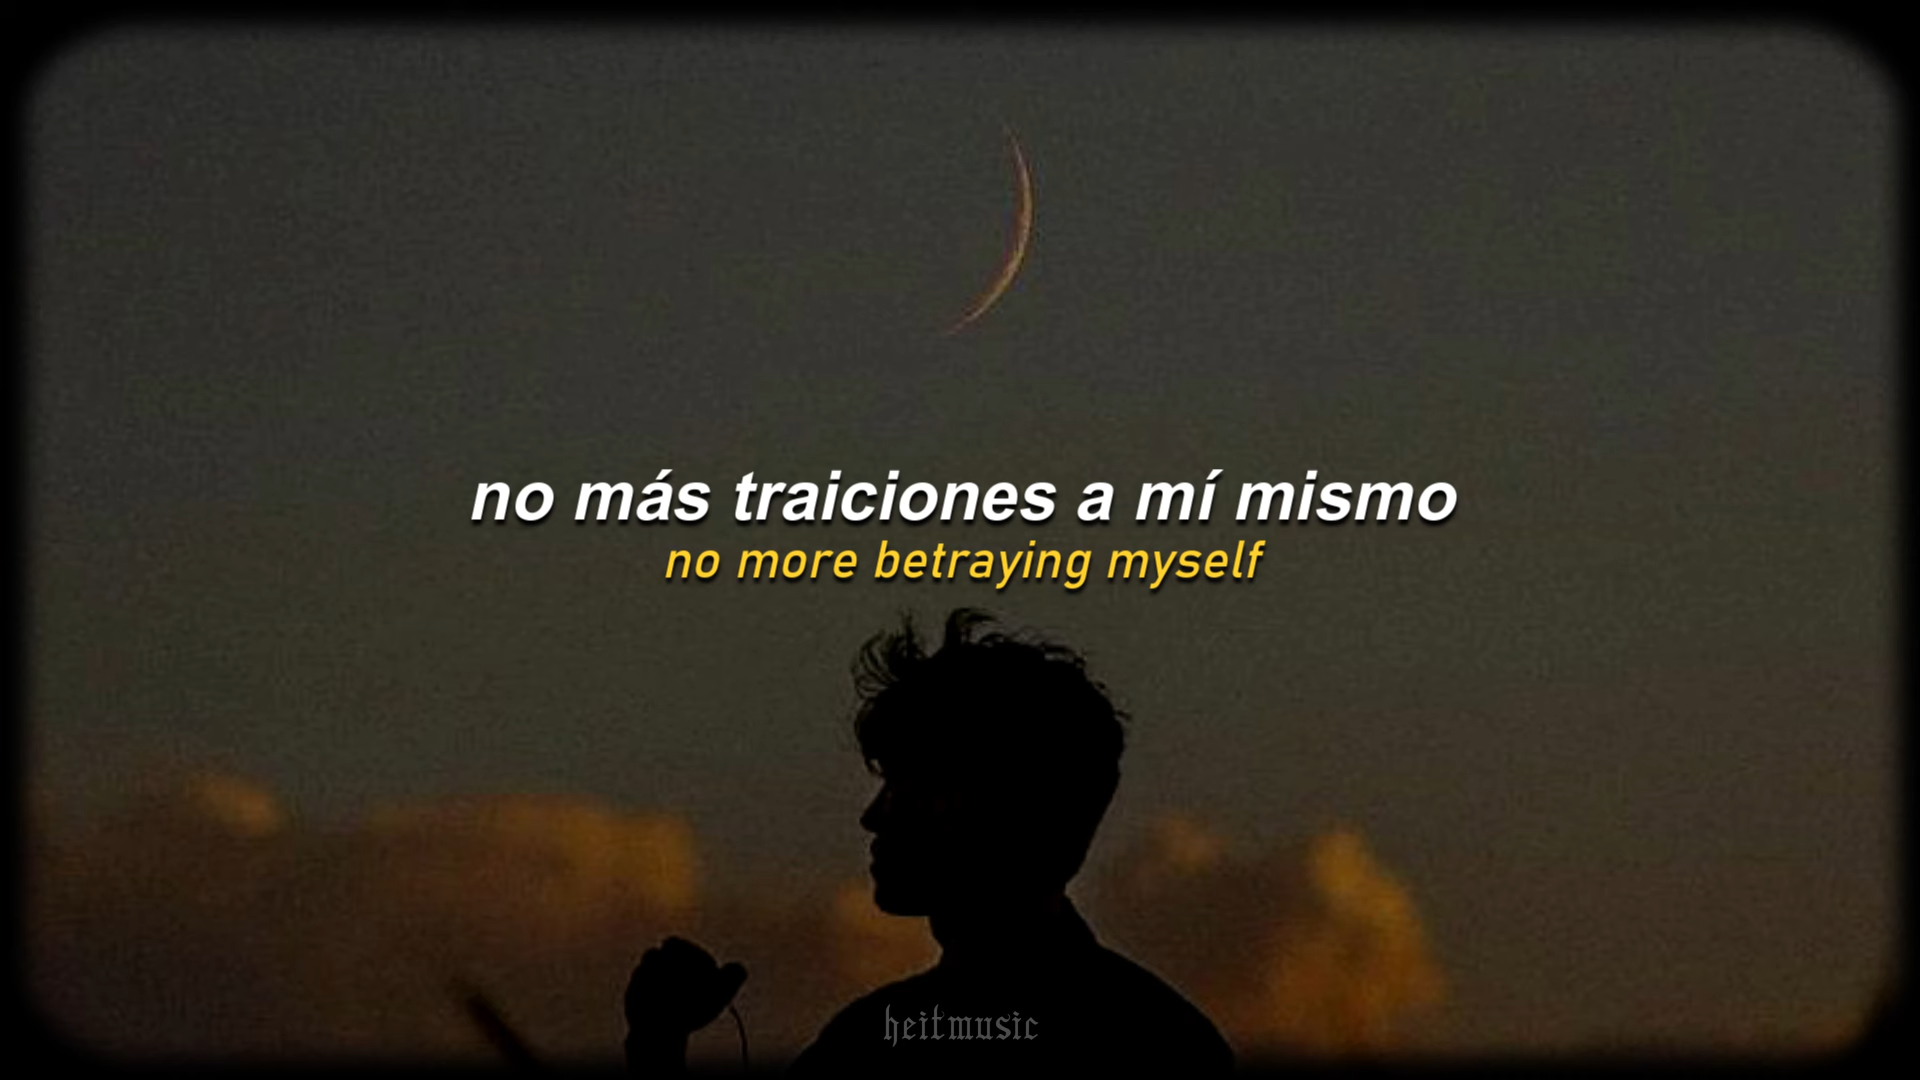 no más traiciones a mí mismo
no more betraying myself
heitmusic